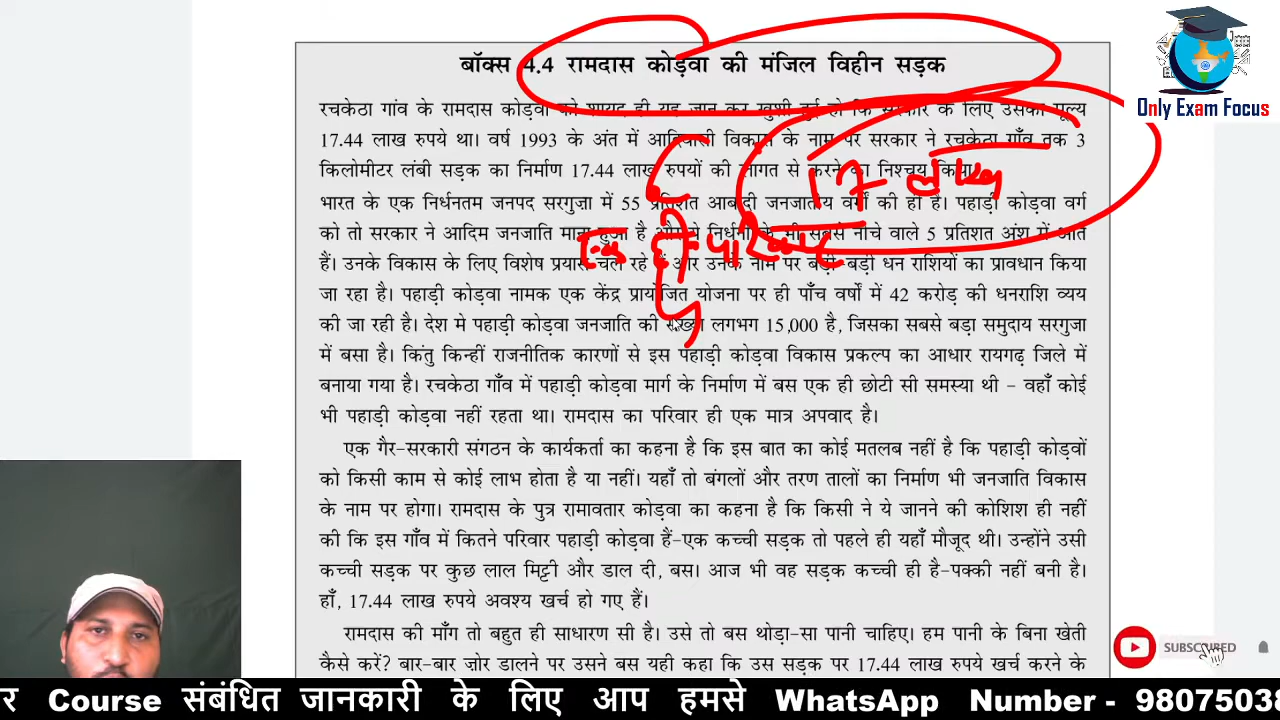 बॉक्स 4.4 रामदास कोड़वा की मंजिल विहीन सड़क
रचकेठा गांव के रामदास कोड़वा को शायद ही यह जान कर खुशी हुई हो कि सरकार के लिए उसका मूल्य
17.44 लाख रुपये था। वर्ष 1993 के अंत में आदिवासी विकास के नाम पर सरकार ने रचकेठा गाँव तक 3
किलोमीटर लंबी सड़क का निर्माण 17.44 लाख रुपयों की लागत से करने का निश्चय किया।
17 लाख
भारत के एक निर्धनतम जनपद सरगुजा में 55 प्रतिशत आबादी जनजातीय वर्गों की ही है। पहाड़ी कोड़वा वर्ग
को तो सरकार ने आदिम जनजाति माना हुआ है और ये निर्धनों के भी सबसे नीचे वाले 5 प्रतिशत अंश में आते
एक ही परिवार
हैं। उनके विकास के लिए विशेष प्रयास चल रहे हैं और उनके नाम पर बड़ी-बड़ी धन राशियों का प्रावधान किया
जा रहा है। पहाड़ी कोड़वा नामक एक केंद्र प्रायोजित योजना पर ही पाँच वर्षों में 42 करोड़ की धनराशि व्यय
की जा रही है। देश मे पहाड़ी कोड़वा जनजाति की संख्या लगभग 15,000 है, जिसका सबसे बड़ा समुदाय सरगुजा
में बसा है। किंतु किन्हीं राजनीतिक कारणों से इस पहाड़ी कोड़वा विकास प्रकल्प का आधार रायगढ़ जिले में
बनाया गया है। रचकेठा गाँव में पहाड़ी कोड़वा मार्ग के निर्माण में बस एक ही छोटी सी समस्या थी – वहाँ कोई
भी पहाड़ी कोड़वा नहीं रहता था। रामदास का परिवार ही एक मात्र अपवाद है।
एक गैर-सरकारी संगठन के कार्यकर्ता का कहना है कि इस बात का कोई मतलब नहीं है कि पहाड़ी कोड़वों
को किसी काम से कोई लाभ होता है या नहीं। यहाँ तो बंगलों और तरण तालों का निर्माण भी जनजाति विकास
के नाम पर होगा। रामदास के पुत्र रामावतार कोड़वा का कहना है कि किसी ने ये जानने की कोशिश ही नहीं
की कि इस गाँव में कितने परिवार पहाड़ी कोड़वा हैं-एक कच्ची सड़क तो पहले ही यहाँ मौजूद थी। उन्होंने उसी
कच्ची सड़क पर कुछ लाल मिट्टी और डाल दी, बस। आज भी वह सड़क कच्ची ही है-पक्की नहीं बनी है।
हाँ, 17.44 लाख रुपये अवश्य खर्च हो गए हैं।
रामदास की माँग तो बहुत ही साधारण सी है। उसे तो बस थोड़ा-सा पानी चाहिए। हम पानी के बिना खेती
कैसे करें? बार-बार ज़ोर डालने पर उसने बस यही कहा कि उस सड़क पर 17.44 लाख रुपये खर्च करने के
Only Exam Focus
SUBSCRIBED
र Course संबंधित जानकारी के लिए आप हमसे WhatsApp Number - 98075038